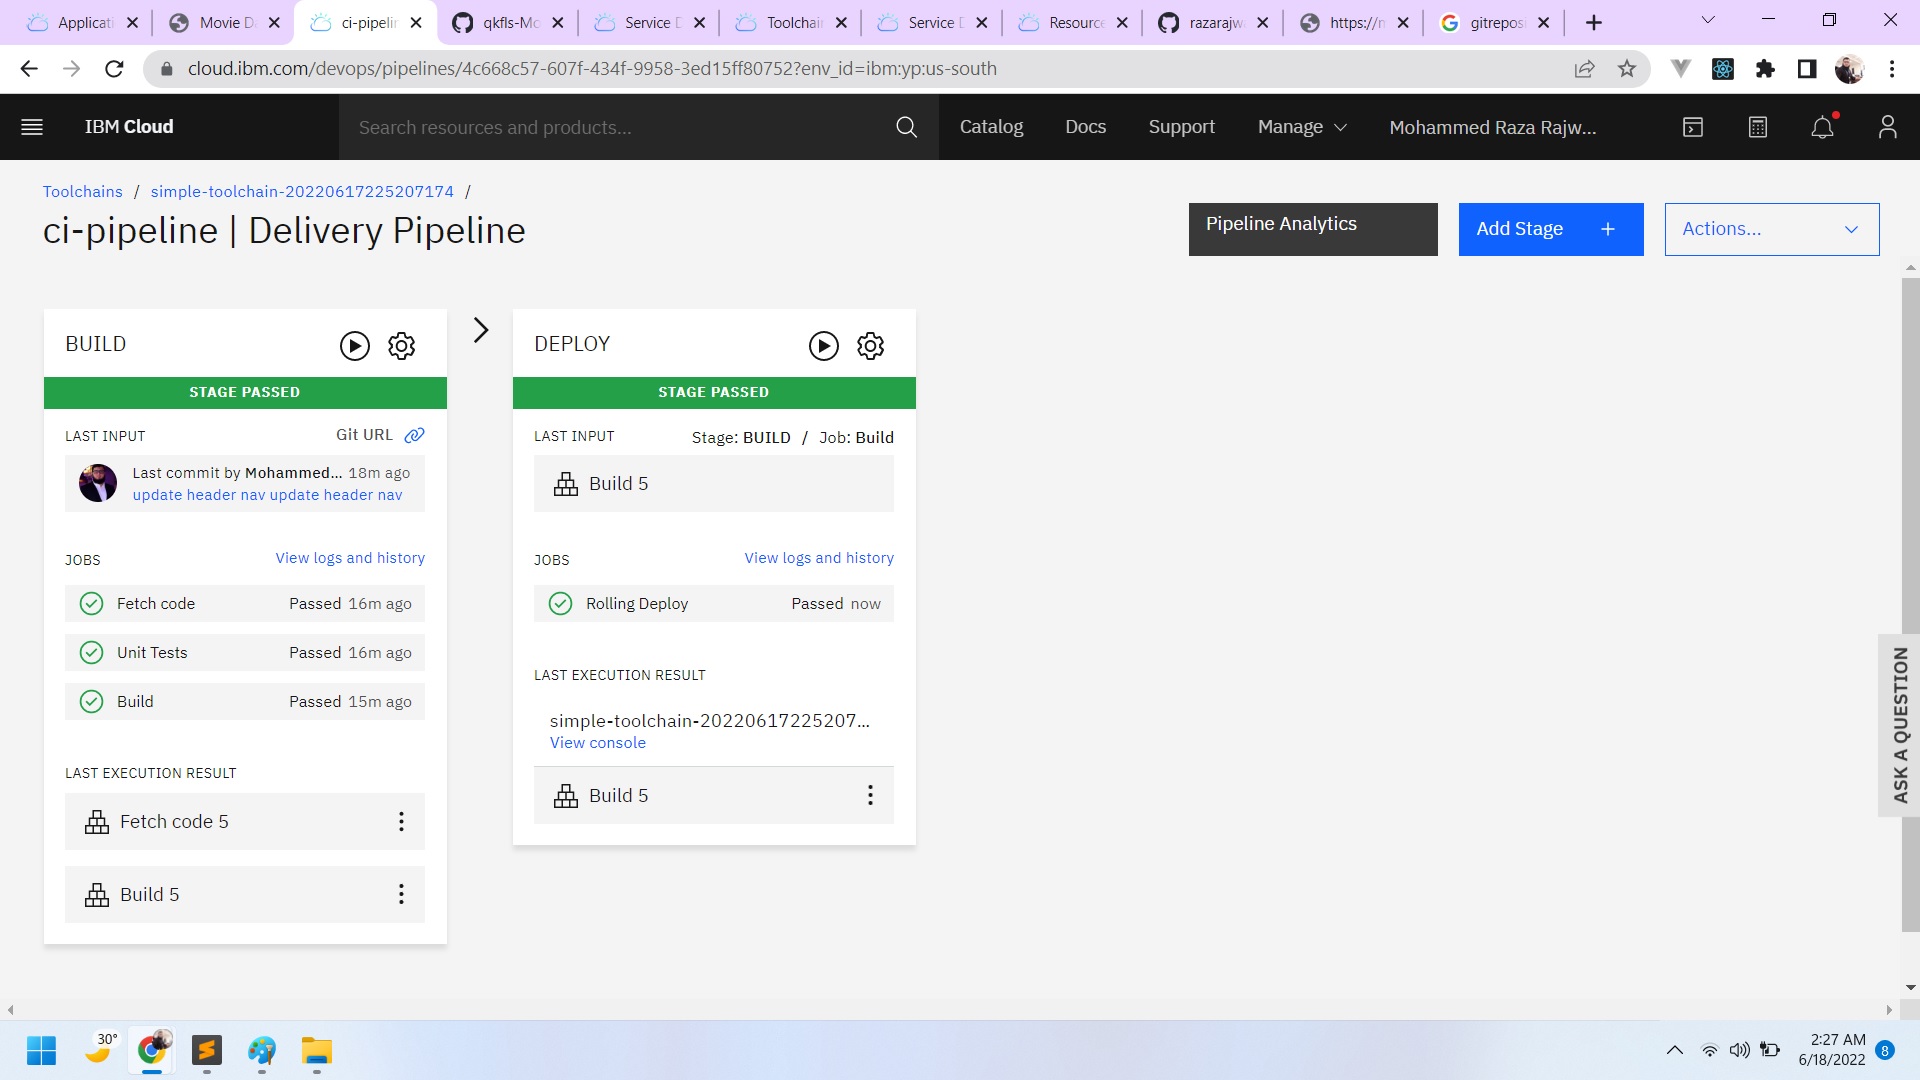 Applicati
Movie D
ci-pipelin
qkfls-Mo
Service D
Toolchai
Service D
Resource
razarajw
https://m
gitrepos
cloud.ibm.com/devops/pipelines/4c668c57-607f-434f-9958-3ed15ff80752?env_id=ibm:yp:us-south
IBM Cloud
Search resources and products...
Catalog
Docs
Support
Manage
Mohammed Raza Rajw...
Toolchains / simple-toolchain-20220617225207174 /
ci-pipeline | Delivery Pipeline
Pipeline Analytics
Add Stage +
Actions...
BUILD
STAGE PASSED
LAST INPUT Git URL
Last commit by Mohammed... 18m ago
update header nav update header nav
JOBS View logs and history
Fetch code Passed 16m ago
Unit Tests Passed 16m ago
Build Passed 15m ago
LAST EXECUTION RESULT
Fetch code 5
Build 5
DEPLOY
STAGE PASSED
LAST INPUT Stage: BUILD / Job: Build
Build 5
JOBS View logs and history
Rolling Deploy Passed now
LAST EXECUTION RESULT
simple-toolchain-20220617225207...
View console
Build 5
ASK A QUESTION
30°
2:27 AM
6/18/2022
8